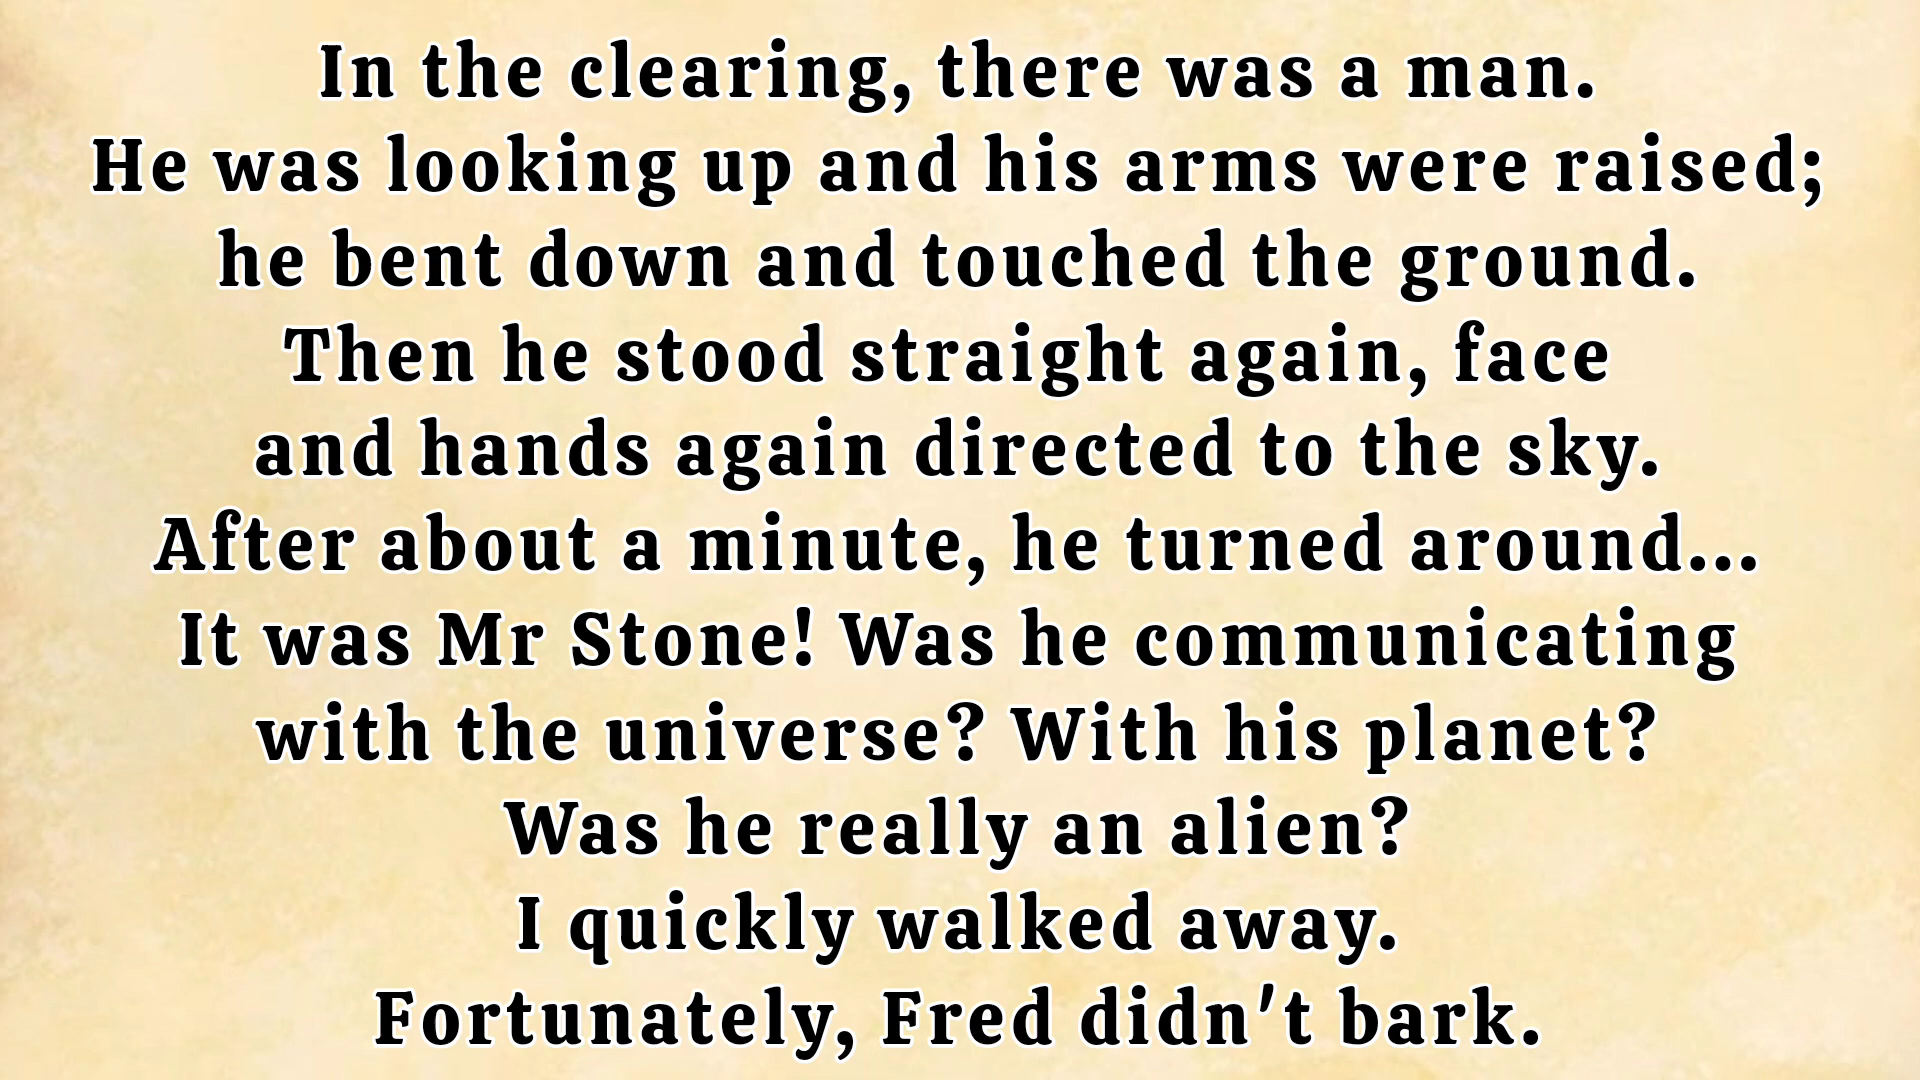 In the clearing, there was a man.
He was looking up and his arms were raised;
he bent down and touched the ground.
Then he stood straight again, face
and hands again directed to the sky.
After about a minute, he turned around...
It was Mr Stone! Was he communicating
with the universe? With his planet?
Was he really an alien?
I quickly walked away.
Fortunately, Fred didn't bark.